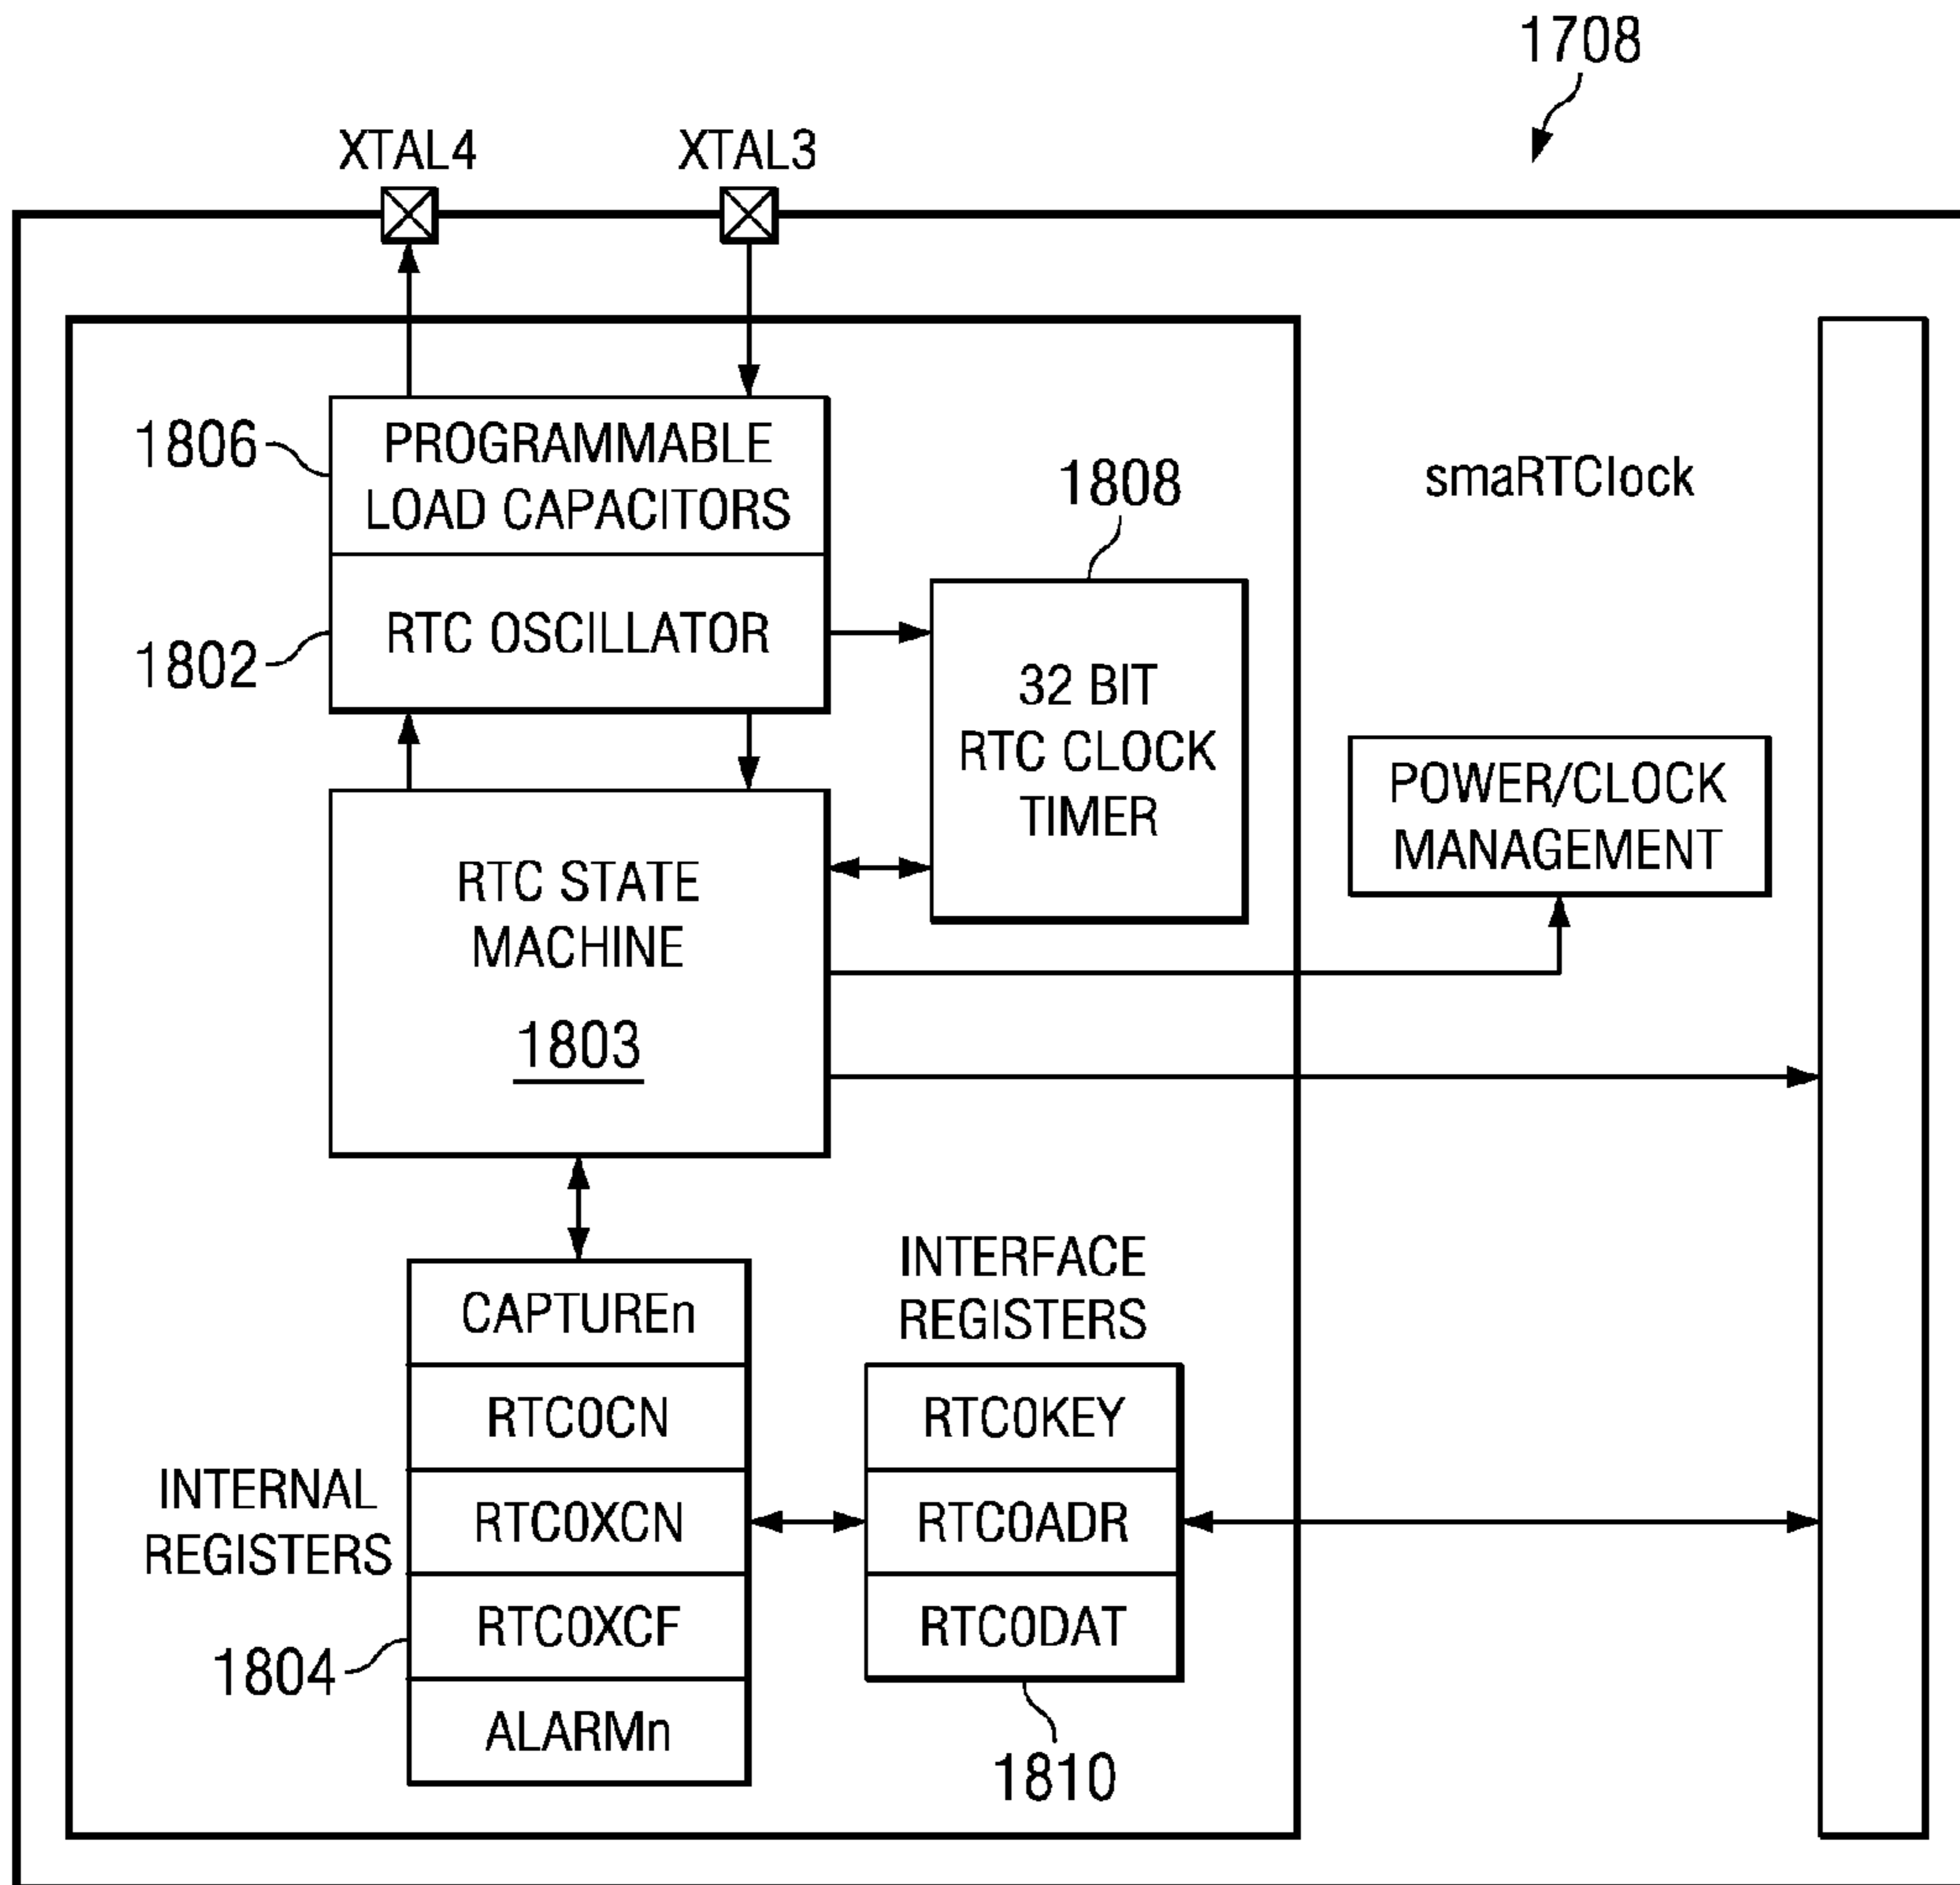 1708
XTAL4
XTAL3
1806
PROGRAMMABLE
LOAD CAPACITORS
1808
smaRTClock
1802
RTC OSCILLATOR
32 BIT
RTC CLOCK
TIMER
POWER/CLOCK
MANAGEMENT
RTC STATE
MACHINE
1803
INTERFACE
REGISTERS
CAPTUREn
RTC0CN
RTC0XCN
RTC0XCF
ALARMn
RTC0KEY
RTC0ADR
RTC0DAT
INTERNAL
REGISTERS
1804
1810